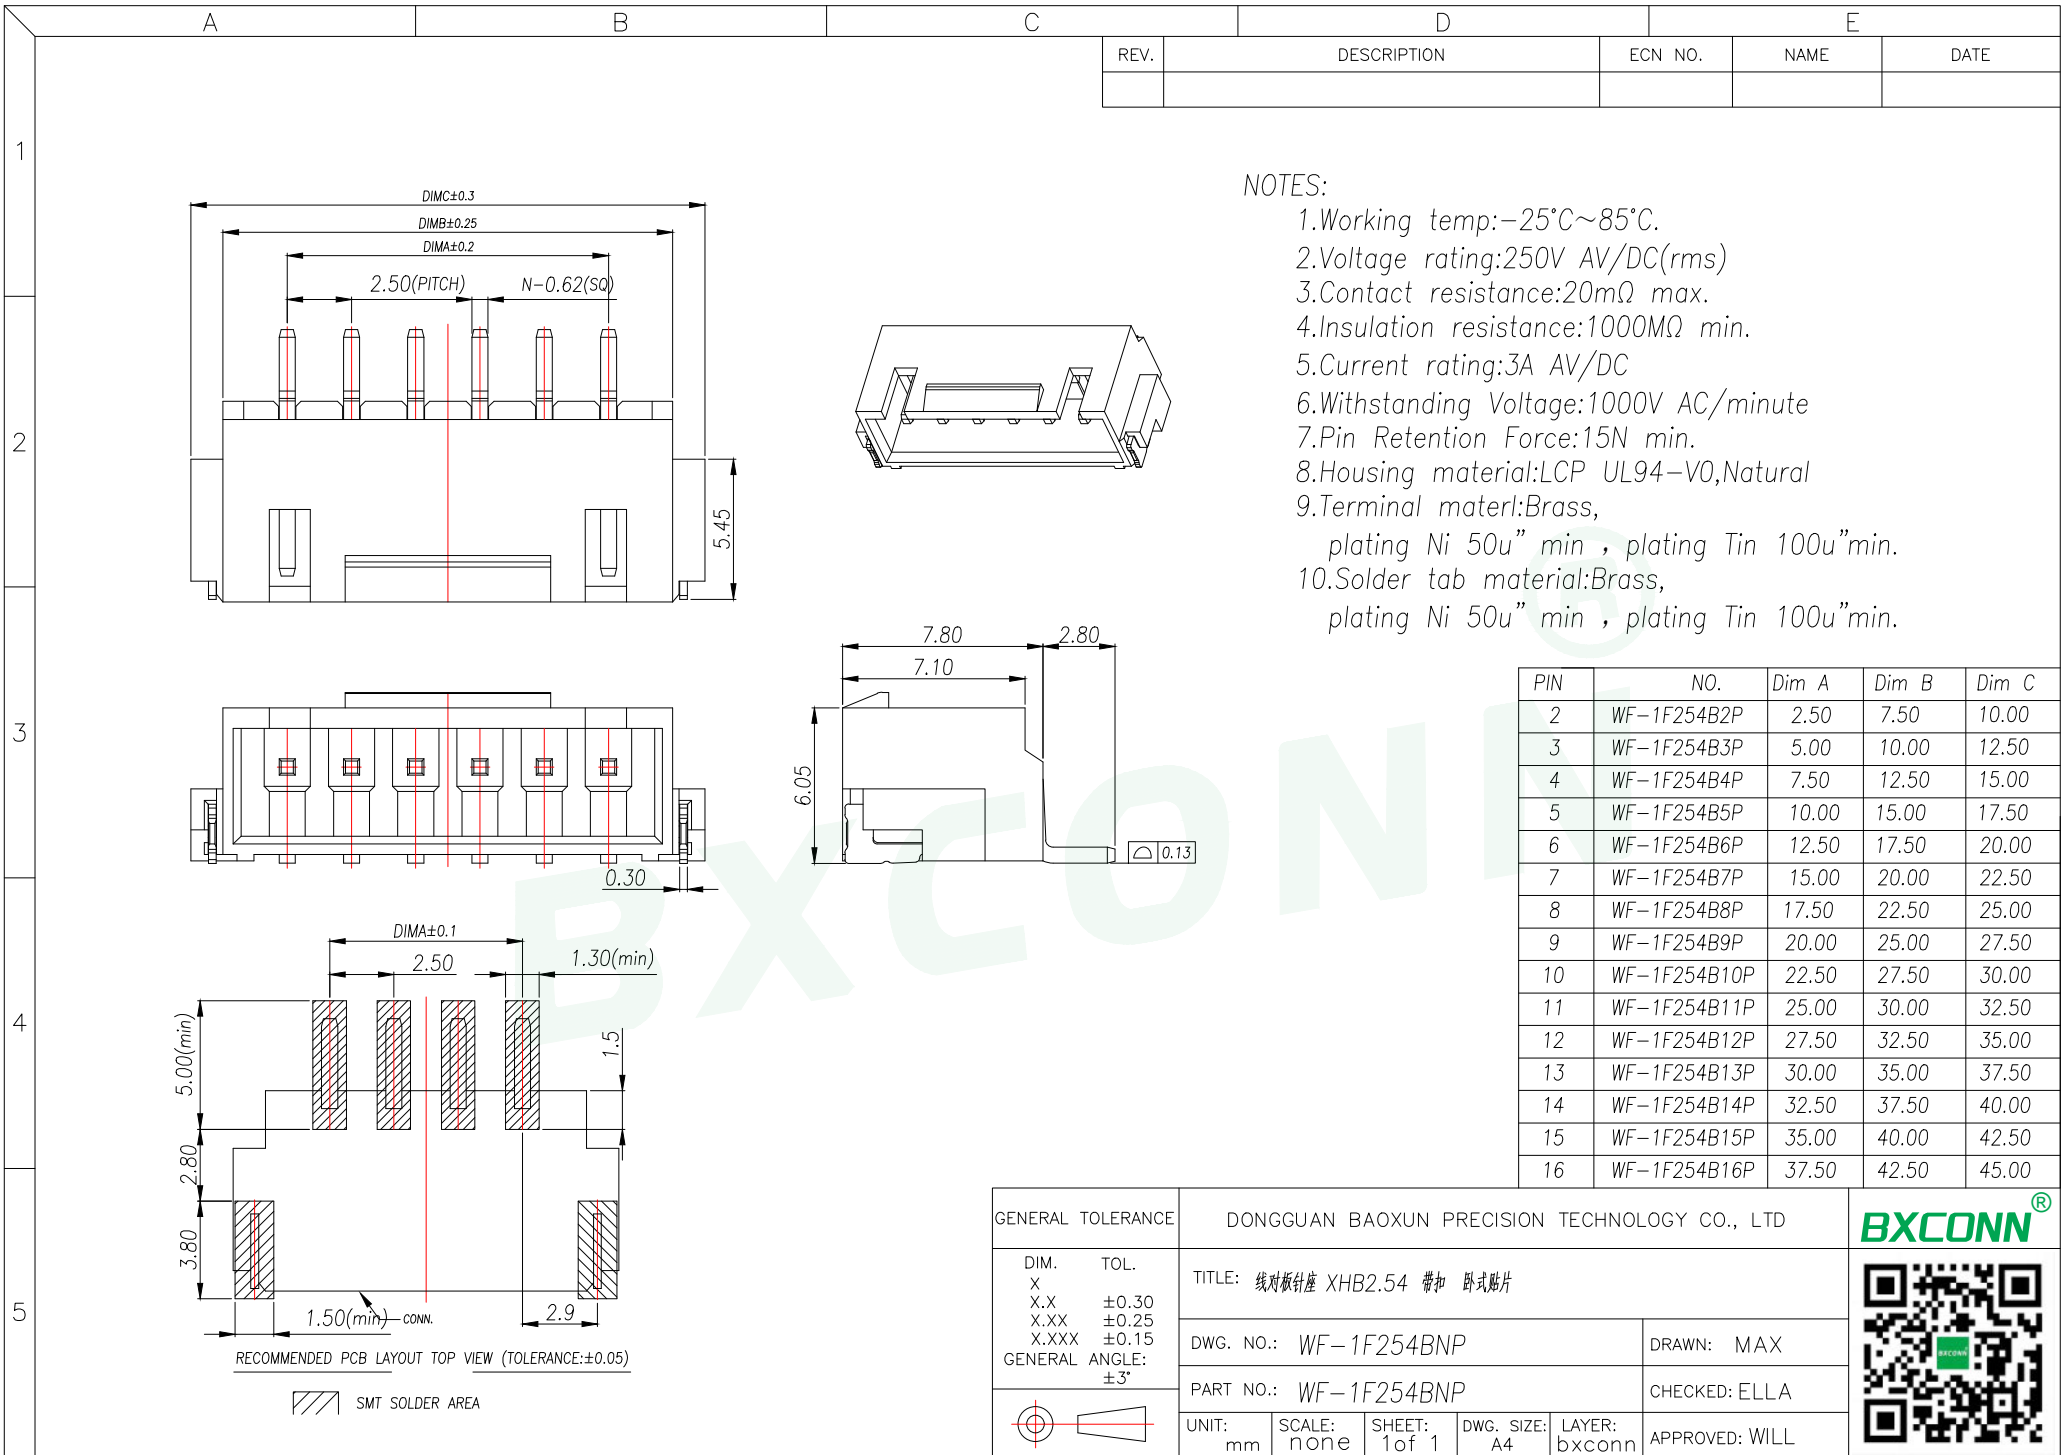 A B C D E
REV. DESCRIPTION ECN NO. NAME DATE
1
2
3
4
5
DIMC±0.3
DIMB±0.25
DIMA±0.2
2.50(PITCH) N-0.62(SQ)
5.45
NOTES:
1.Working temp:-25°C~85°C.
2.Voltage rating:250V AV/DC(rms)
3.Contact resistance:20mΩ max.
4.Insulation resistance:1000MΩ min.
5.Current rating:3A AV/DC
6.Withstanding Voltage:1000V AC/minute
7.Pin Retention Force:15N min.
8.Housing material:LCP UL94-V0,Natural
9.Terminal materl:Brass,
plating Ni 50u" min , plating Tin 100u"min.
10.Solder tab material:Brass,
plating Ni 50u" min , plating Tin 100u"min.
7.80 2.80
7.10
6.05
0.13
0.30
BXCONN®
PIN NO. Dim A Dim B Dim C
2 WF-1F254B2P 2.50 7.50 10.00
3 WF-1F254B3P 5.00 10.00 12.50
4 WF-1F254B4P 7.50 12.50 15.00
5 WF-1F254B5P 10.00 15.00 17.50
6 WF-1F254B6P 12.50 17.50 20.00
7 WF-1F254B7P 15.00 20.00 22.50
8 WF-1F254B8P 17.50 22.50 25.00
9 WF-1F254B9P 20.00 25.00 27.50
10 WF-1F254B10P 22.50 27.50 30.00
11 WF-1F254B11P 25.00 30.00 32.50
12 WF-1F254B12P 27.50 32.50 35.00
13 WF-1F254B13P 30.00 35.00 37.50
14 WF-1F254B14P 32.50 37.50 40.00
15 WF-1F254B15P 35.00 40.00 42.50
16 WF-1F254B16P 37.50 42.50 45.00
DIMA±0.1
2.50 1.30(min)
5.00(min)
1.5
2.80
3.80
1.50(min) CONN. 2.9
RECOMMENDED PCB LAYOUT TOP VIEW (TOLERANCE:±0.05)
SMT SOLDER AREA
GENERAL TOLERANCE
DIM. TOL.
X
X.X ±0.30
X.XX ±0.25
X.XXX ±0.15
GENERAL ANGLE:
±3°
DONGGUAN BAOXUN PRECISION TECHNOLOGY CO., LTD
TITLE: 线对板针座 XHB2.54 带扣 卧式贴片
DWG. NO.: WF-1F254BNP DRAWN: MAX
PART NO.: WF-1F254BNP CHECKED: ELLA
UNIT: mm SCALE: none SHEET: 1of 1 DWG. SIZE: A4 LAYER: bxconn APPROVED: WILL
BXCONN®
BXCONN